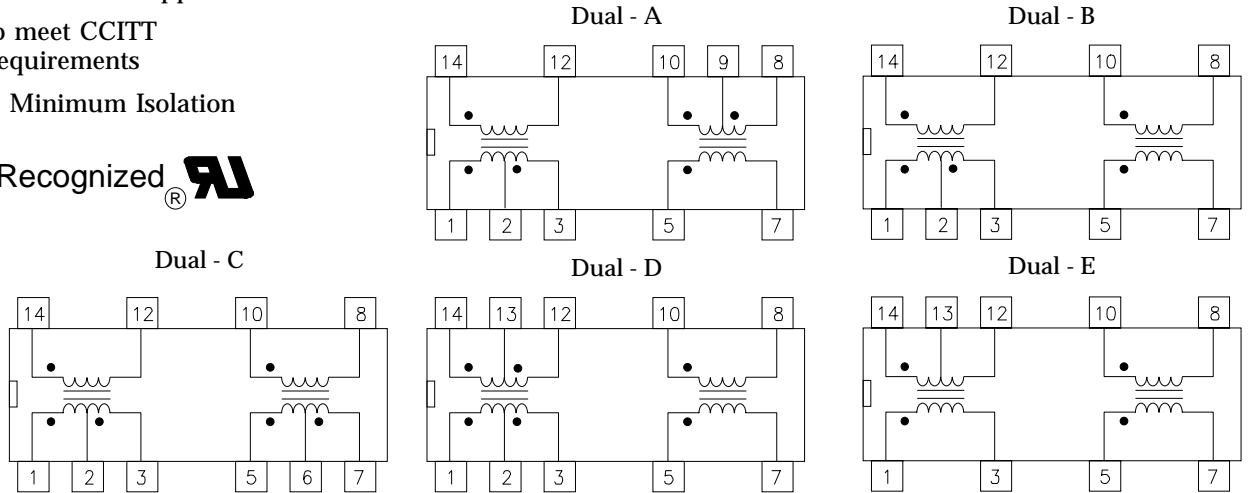 o meet CCITT
equirements
Minimum Isolation
Recognized ®
Dual - A
14 12 10 9 8
1 2 3 5 7
Dual - B
14 12 10 8
1 2 3 5 7
Dual - C
14 12 10 8
1 2 3 5 6 7
Dual - D
14 13 12 10 8
1 2 3 5 7
Dual - E
14 13 12 10 8
1 3 5 7